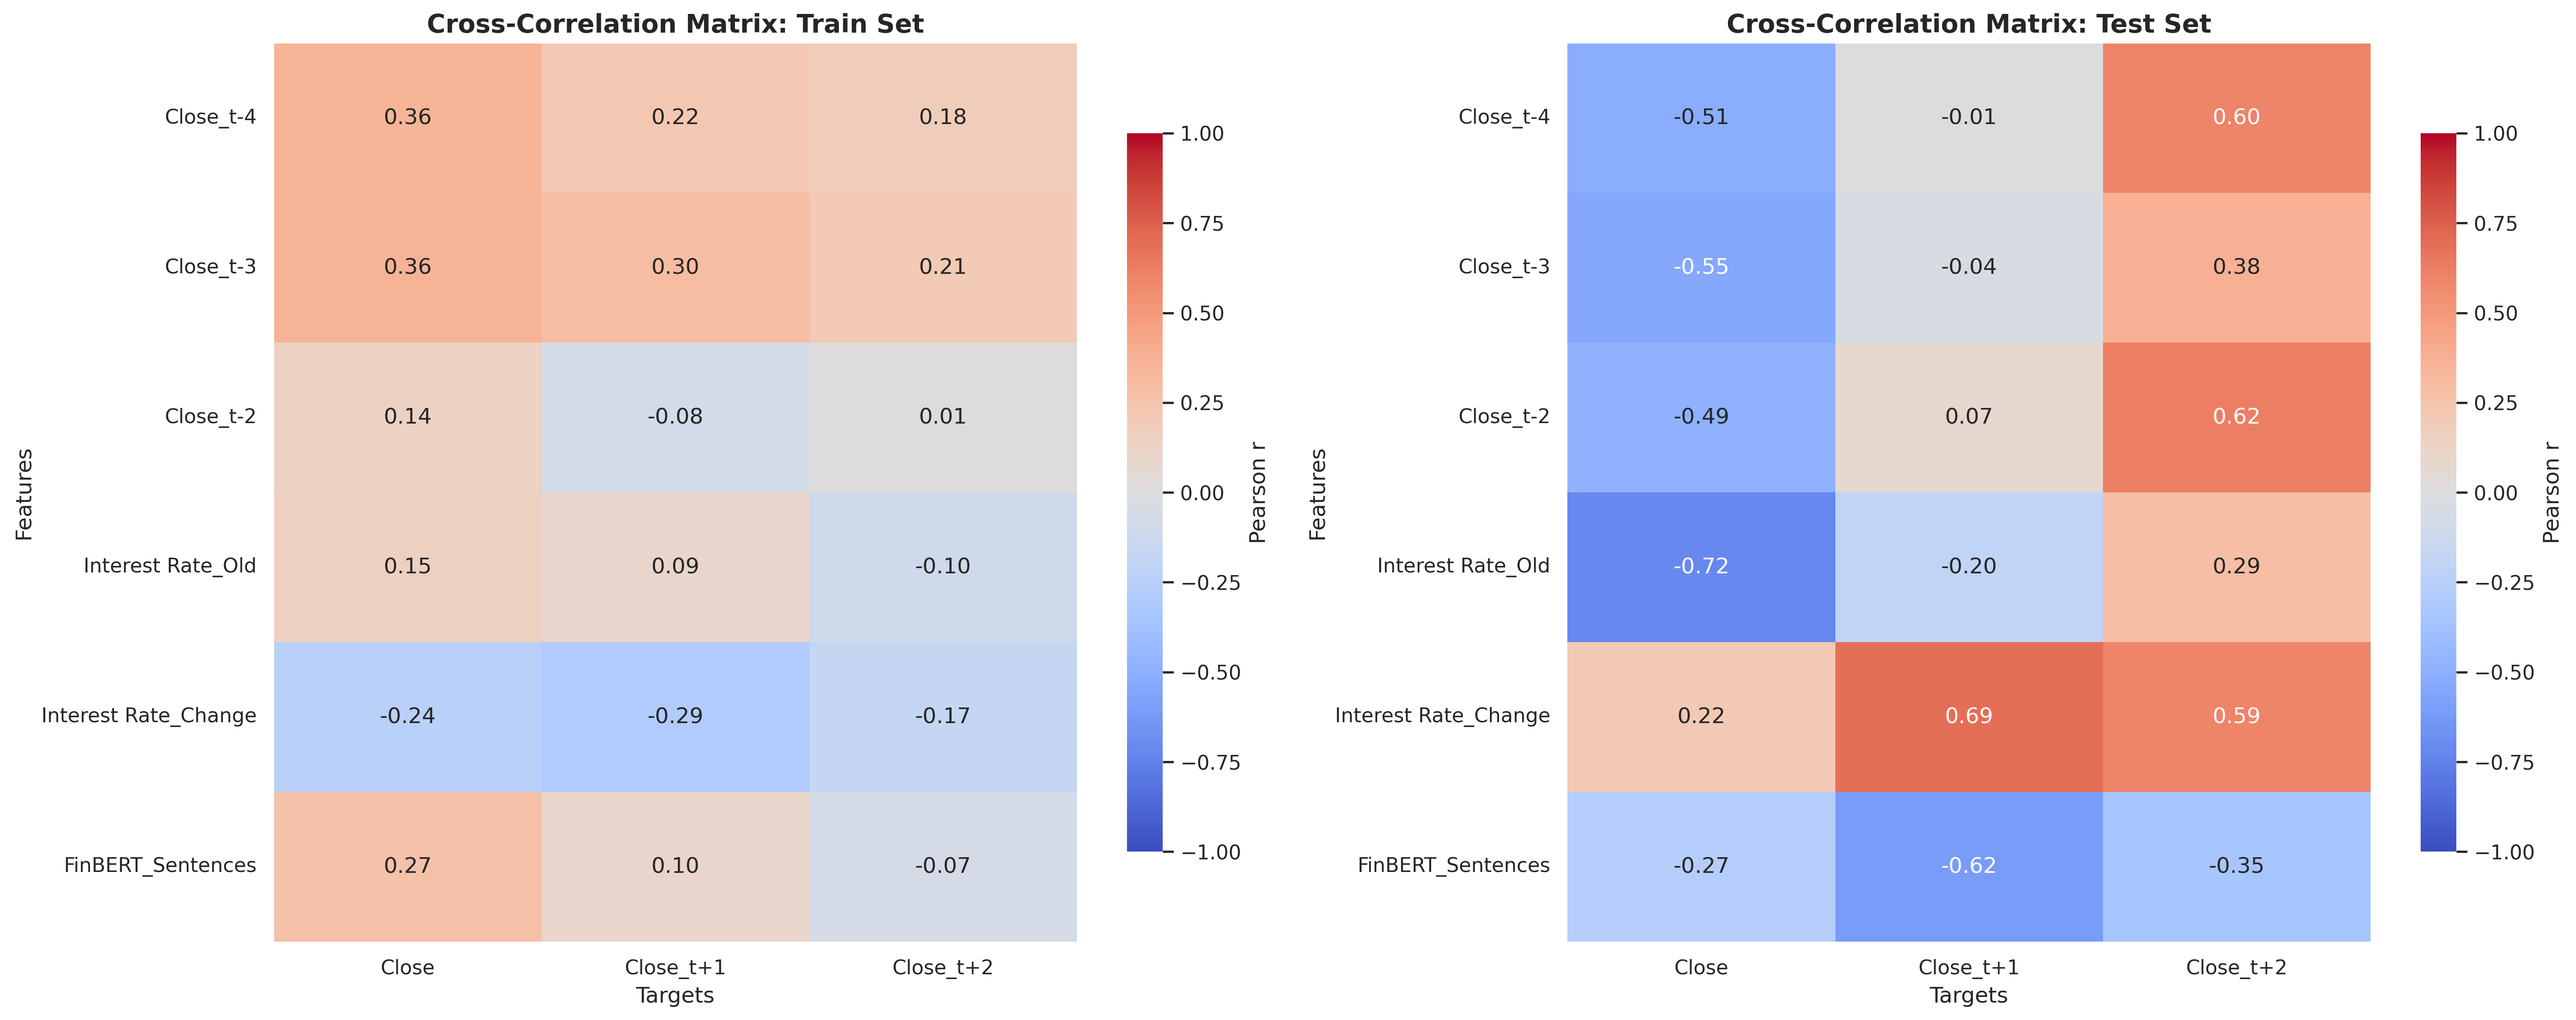 Cross-Correlation Matrix: Train Set
Close_t-4 0.36 0.22 0.18
Close_t-3 0.36 0.30 0.21
Close_t-2 0.14 -0.08 0.01
Interest Rate_Old 0.15 0.09 -0.10
Interest Rate_Change -0.24 -0.29 -0.17
FinBERT_Sentences 0.27 0.10 -0.07
Close Close_t+1 Close_t+2
Targets
Features
1.00
0.75
0.50
0.25
0.00
−0.25
−0.50
−0.75
−1.00
Pearson r
Cross-Correlation Matrix: Test Set
Close_t-4 -0.51 -0.01 0.60
Close_t-3 -0.55 -0.04 0.38
Close_t-2 -0.49 0.07 0.62
Interest Rate_Old -0.72 -0.20 0.29
Interest Rate_Change 0.22 0.69 0.59
FinBERT_Sentences -0.27 -0.62 -0.35
Close Close_t+1 Close_t+2
Targets
Features
1.00
0.75
0.50
0.25
0.00
−0.25
−0.50
−0.75
−1.00
Pearson r